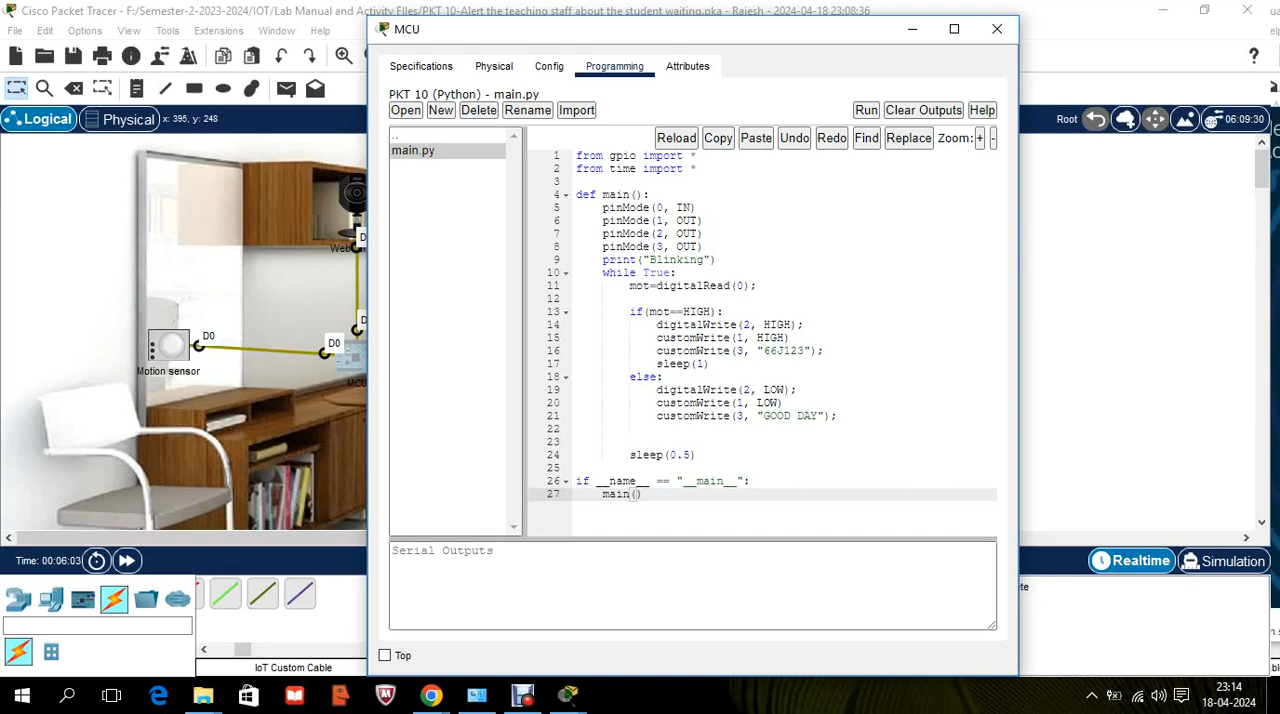 Cisco Packet Tracer - F:/Semester-2-2023-2024/IOT/Lab Manual and Activity Files/PKT 10-Alert the teaching staff about the student waiting.pka - Rajesh - 2024-04-18 23:08:36
File Edit Options View Tools Extensions Window Help
Logical Physical x: 395, y: 248
Root 06:09:30
MCU
Specifications Physical Config Programming Attributes
PKT 10 (Python) - main.py
Open New Delete Rename Import Run Clear Outputs Help
..
main.py
Reload Copy Paste Undo Redo Find Replace Zoom: + -
1 from gpio import *
2 from time import *
3
4 def main():
5 pinMode(0, IN)
6 pinMode(1, OUT)
7 pinMode(2, OUT)
8 pinMode(3, OUT)
9 print("Blinking")
10 while True:
11 mot=digitalRead(0);
12
13 if(mot==HIGH):
14 digitalWrite(2, HIGH);
15 customWrite(1, HIGH)
16 customWrite(3, "66J123");
17 sleep(1)
18 else:
19 digitalWrite(2, LOW);
20 customWrite(1, LOW)
21 customWrite(3, "GOOD DAY");
22
23
24 sleep(0.5)
25
26 if __name__ == "__main__":
27 main()
Serial Outputs
Top
D
Web
D
D0
D0
Motion sensor
MCU
Time: 00:06:03
Realtime Simulation
IoT Custom Cable
23:14
18-04-2024